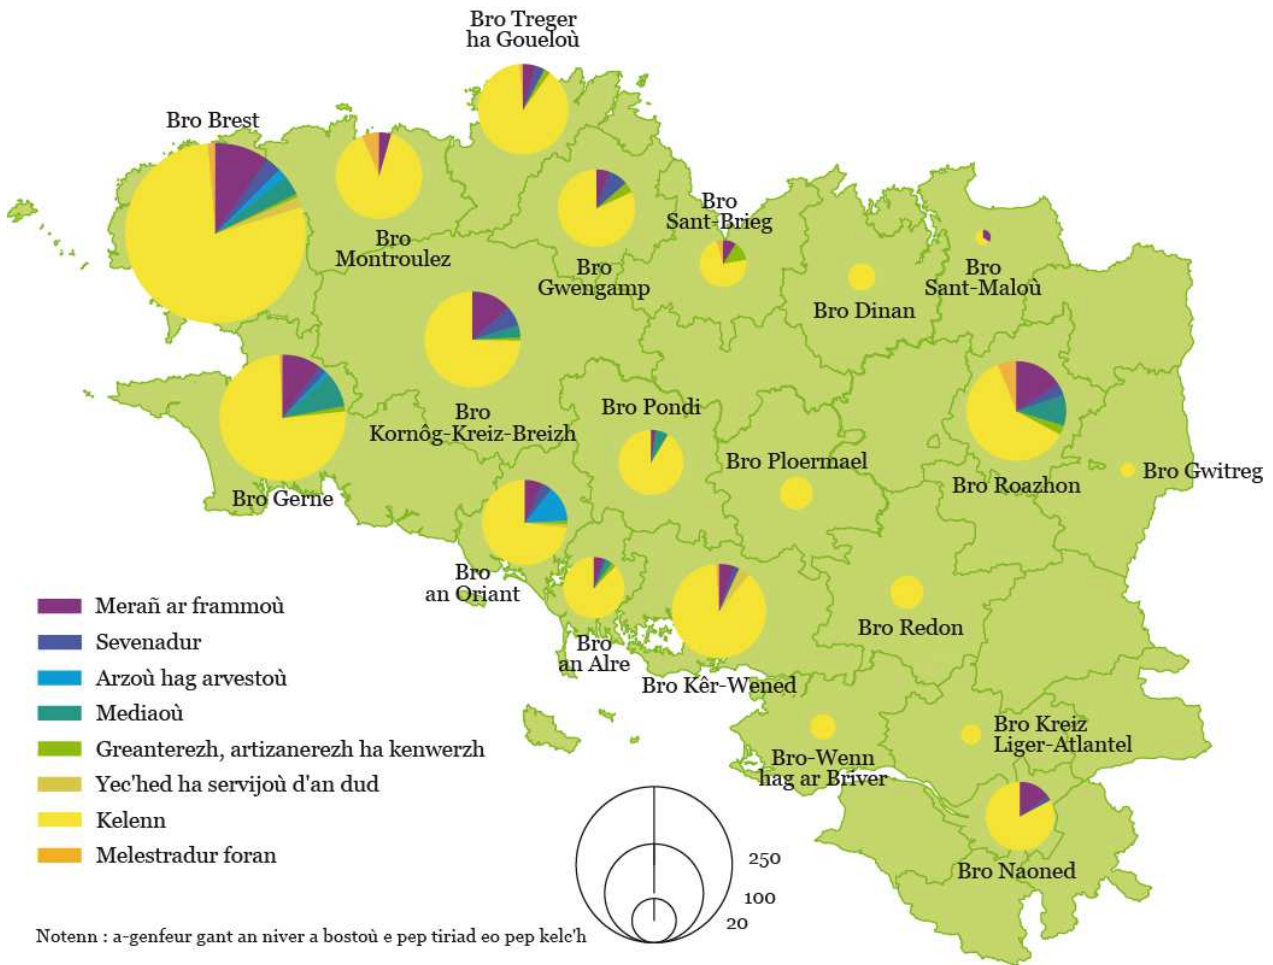 Bro Treger
ha Goueloù
Bro Brest
Bro
Montroulez
Bro
Gwengamp
Bro
Sant-Brieg
Bro Dinan
Bro
Sant-Maloù
Bro
Kornôg-Kreiz-Breizh
Bro Gerne
Bro Pondi
Bro Ploermael
Bro Roazhon
Bro Gwitreg
Bro
an Oriant
Bro
an Alre
Bro Kêr-Wened
Bro Redon
Bro-Wenn
hag ar Briver
Bro Kreiz
Liger-Atlantel
Bro Naoned
Merañ ar frammoù
Sevenadur
Arzoù hag arvestoù
Mediaoù
Greanterezh, artizanerezh ha kenwerzh
Yec'hed ha servijoù d'an dud
Kelenn
Melestradur foran
250
100
20
Notenn : a-genfeur gant an niver a bostoù e pep tiriad eo pep kelc'h